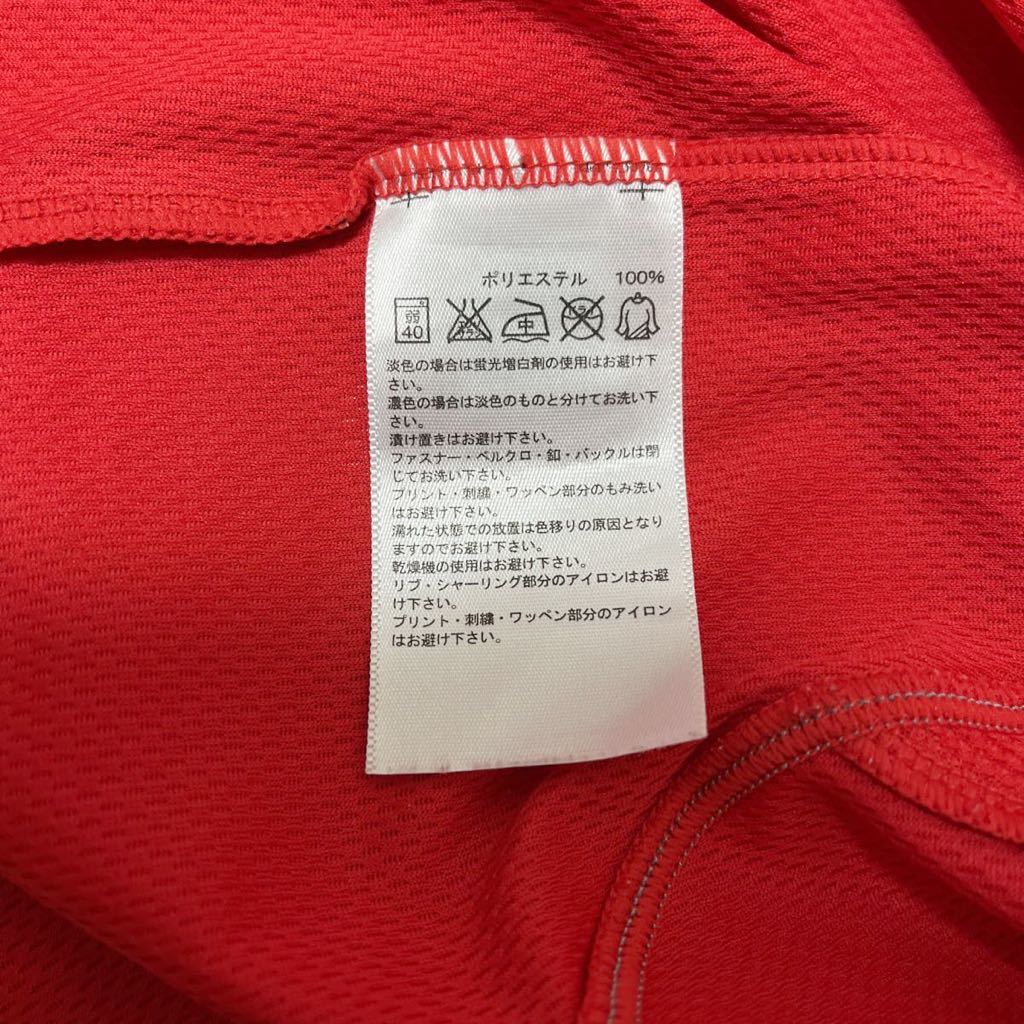 ポリエステル 100%
弱 40 エンソ サラシ 中 ドライ
淡色の場合は蛍光増白剤の使用はお避け下
さい。
濃色の場合は淡色のものと分けてお洗い下
さい。
漬け置きはお避け下さい。
ファスナー・ベルクロ・釦・バックルは閉
じてお洗い下さい。
プリント・刺繍・ワッペン部分のもみ洗い
はお避け下さい。
濡れた状態での放置は色移りの原因となり
ますのでお避け下さい。
乾燥機の使用はお避け下さい。
リブ・シャーリング部分のアイロンはお避
け下さい。
プリント・刺繍・ワッペン部分のアイロン
はお避け下さい。